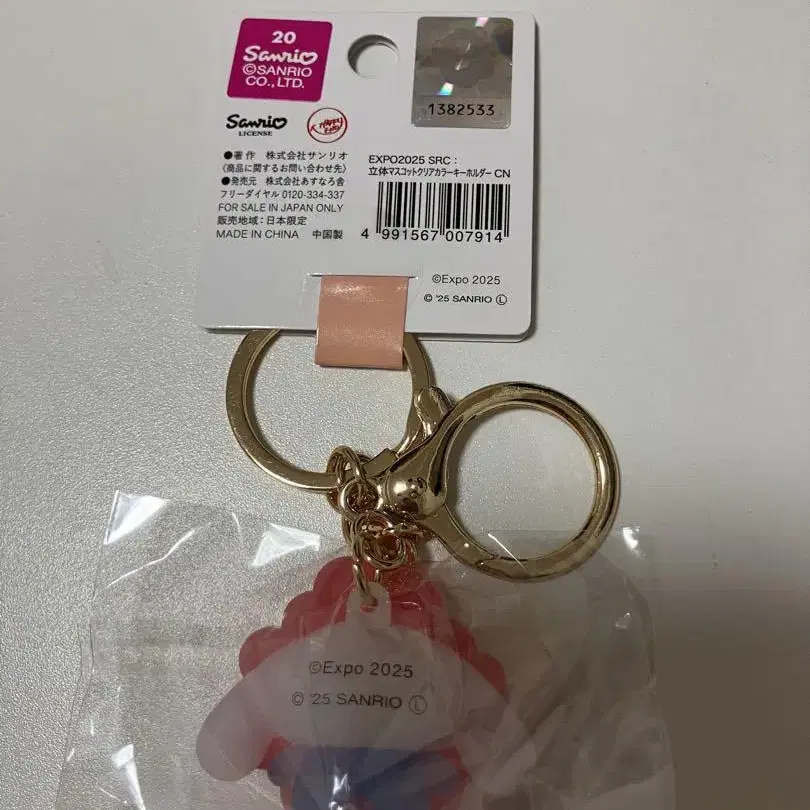 20
Sanrio
©SANRIO
CO., LTD.
1382533
Sanrio
LICENSE
●著作 株式会社サンリオ
(商品に関するお問い合わせ先)
●発売元 株式会社あすなろ舎
フリーダイヤル 0120-334-337
FOR SALE IN JAPAN ONLY
販売地域:日本限定
MADE IN CHINA 中国製
EXPO2025 SRC:
立体マスコットクリアカラーキーホルダー CN
4 991567 007914
©Expo 2025
© '25 SANRIO Ⓛ
©Expo 2025
© '25 SANRIO Ⓛ